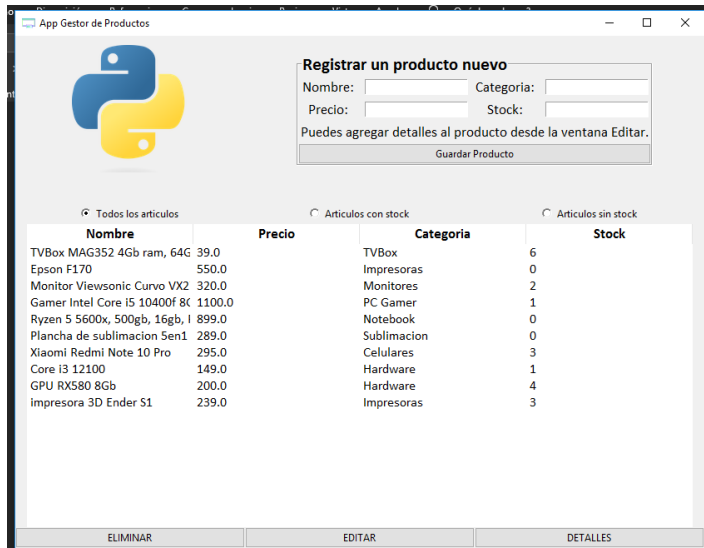 App Gestor de Productos
Registrar un producto nuevo
Nombre: Categoria:
Precio: Stock:
Puedes agregar detalles al producto desde la ventana Editar.
Guardar Producto
Todos los articulos Articulos con stock Articulos sin stock
Nombre Precio Categoria Stock
TVBox MAG352 4Gb ram, 64G 39.0 TVBox 6
Epson F170 550.0 Impresoras 0
Monitor Viewsonic Curvo VX2 320.0 Monitores 2
Gamer Intel Core i5 10400f 8G 1100.0 PC Gamer 1
Ryzen 5 5600x, 500gb, 16gb, 899.0 Notebook 0
Plancha de sublimacion 5en1 289.0 Sublimacion 0
Xiaomi Redmi Note 10 Pro 295.0 Celulares 3
Core i3 12100 149.0 Hardware 1
GPU RX580 8Gb 200.0 Hardware 4
impresora 3D Ender S1 239.0 Impresoras 3
ELIMINAR EDITAR DETALLES